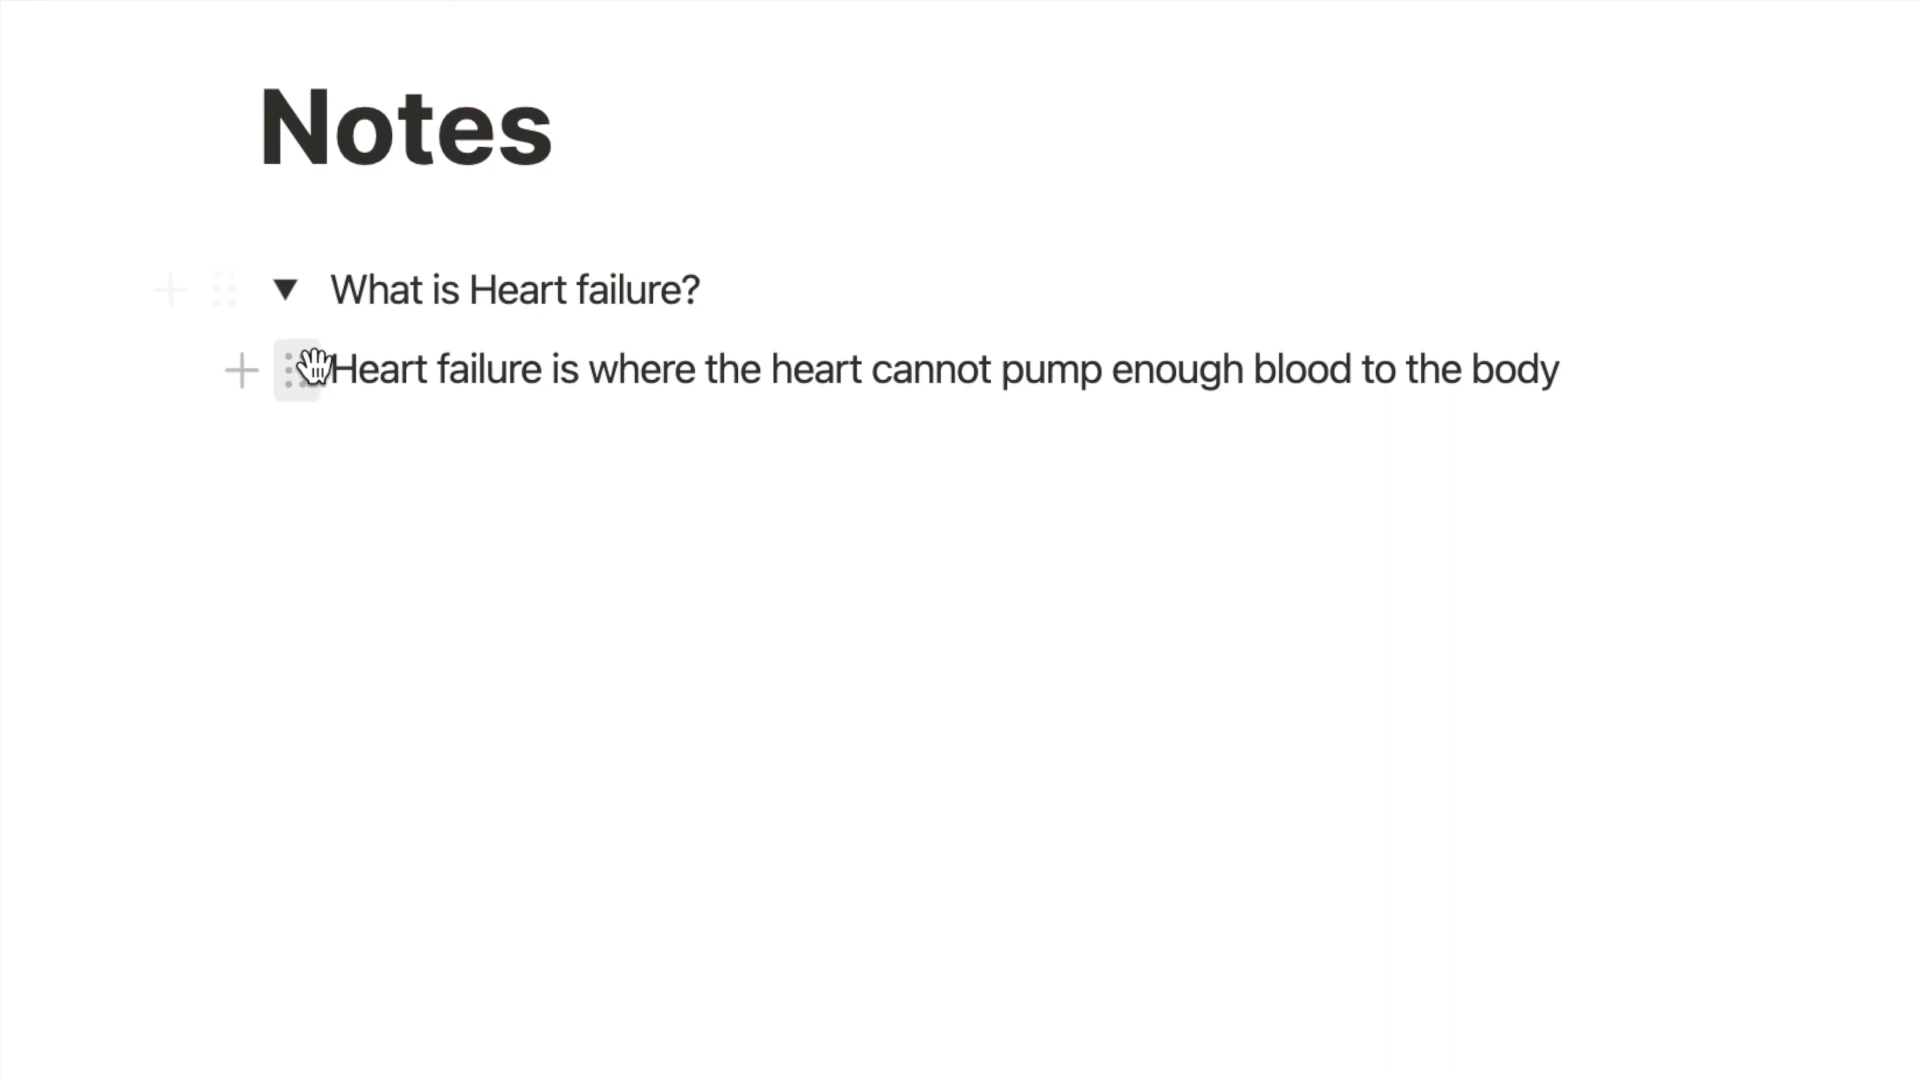 Notes
What is Heart failure?
Heart failure is where the heart cannot pump enough blood to the body